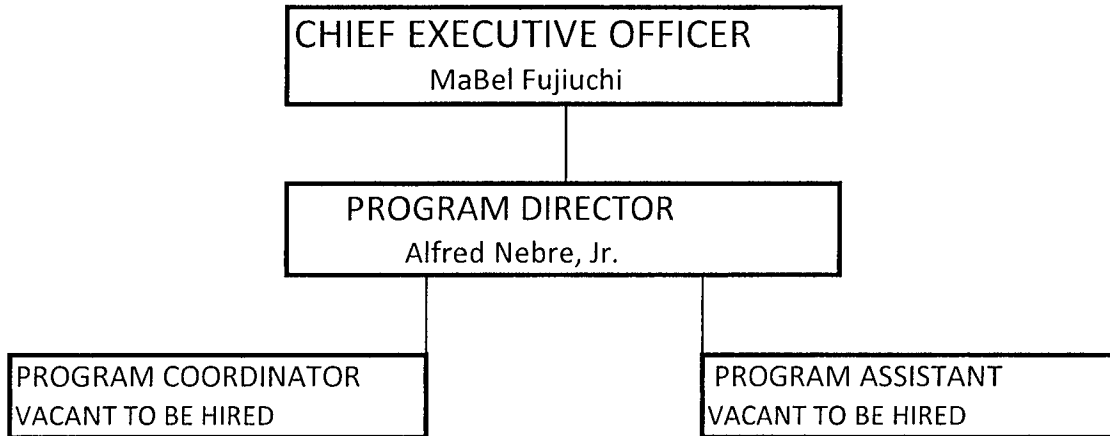 CHIEF EXECUTIVE OFFICER
MaBel Fujiuchi
PROGRAM DIRECTOR
Alfred Nebre, Jr.
PROGRAM COORDINATOR
VACANT TO BE HIRED
PROGRAM ASSISTANT
VACANT TO BE HIRED